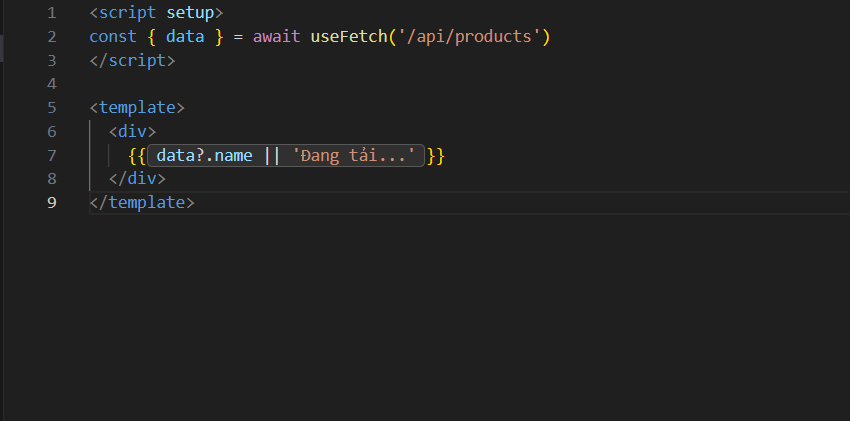 1 <script setup>
2 const { data } = await useFetch('/api/products')
3 </script>
4
5 <template>
6 <div>
7 {{ data?.name || 'Đang tải...' }}
8 </div>
9 </template>